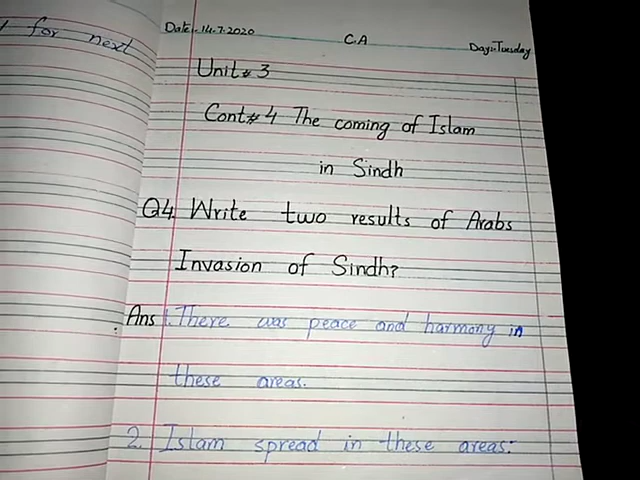 for next
Date:. 14.7.2020 C.A Day:.Tuesday
Unit# 3
Cont# 4 The coming of Islam
in Sindh
Q4. Write two results of Arabs
Invasion of Sindh?
Ans 1. There was peace and harmony in
these areas.
2. Islam spread in these areas.